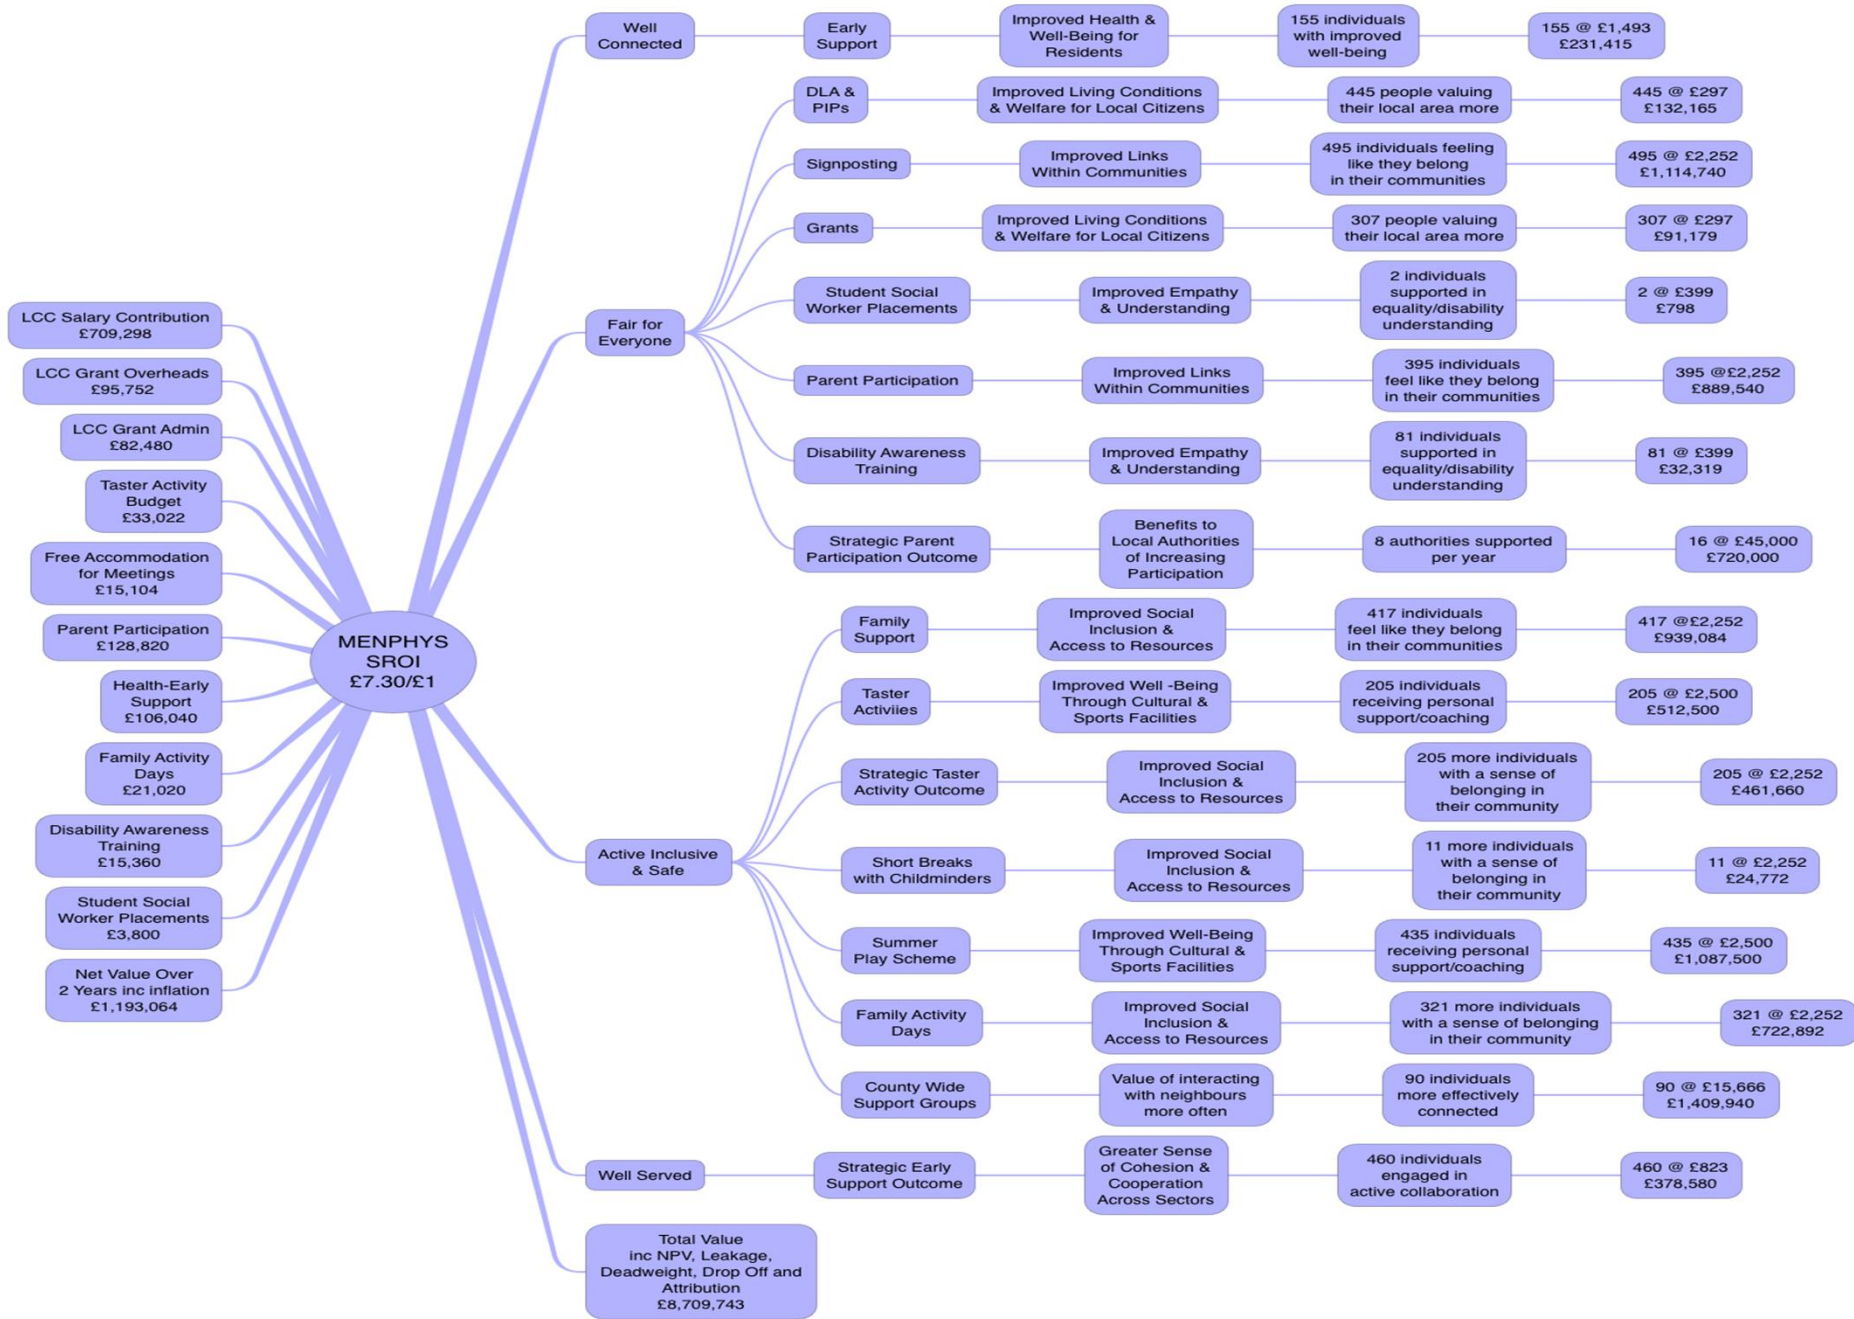 Well
Connected
Early
Support
Improved Health &
Well-Being for
Residents
155 individuals
with improved
well-being
155 @ £1,493
£231,415
DLA &
PIPs
Improved Living Conditions
& Welfare for Local Citizens
445 people valuing
their local area more
445 @ £297
£132,165
Signposting
Improved Links
Within Communities
495 individuals feeling
like they belong
in their communities
495 @ £2,252
£1,114,740
Grants
Improved Living Conditions
& Welfare for Local Citizens
307 people valuing
their local area more
307 @ £297
£91,179
Fair for
Everyone
Student Social
Worker Placements
Improved Empathy
& Understanding
2 individuals
supported in
equality/disability
understanding
2 @ £399
£798
Parent Participation
Improved Links
Within Communities
395 individuals
feel like they belong
in their communities
395 @£2,252
£889,540
Disability Awareness
Training
Improved Empathy
& Understanding
81 individuals
supported in
equality/disability
understanding
81 @ £399
£32,319
Strategic Parent
Participation Outcome
Benefits to
Local Authorities
of Increasing
Participation
8 authorities supported
per year
16 @ £45,000
£720,000
LCC Salary Contribution
£709,298
LCC Grant Overheads
£95,752
LCC Grant Admin
£82,480
Taster Activity
Budget
£33,022
Free Accommodation
for Meetings
£15,104
Parent Participation
£128,820
Health-Early
Support
£106,040
Family Activity
Days
£21,020
Disability Awareness
Training
£15,360
Student Social
Worker Placements
£3,800
Net Value Over
2 Years inc inflation
£1,193,064
MENPHYS
SROI
£7.30/£1
Family
Support
Improved Social
Inclusion &
Access to Resources
417 individuals
feel like they belong
in their communities
417 @£2,252
£939,084
Taster
Activiies
Improved Well -Being
Through Cultural &
Sports Facilities
205 individuals
receiving personal
support/coaching
205 @ £2,500
£512,500
Strategic Taster
Activity Outcome
Improved Social
Inclusion &
Access to Resources
205 more individuals
with a sense of
belonging in
their community
205 @ £2,252
£461,660
Active Inclusive
& Safe
Short Breaks
with Childminders
Improved Social
Inclusion &
Access to Resources
11 more individuals
with a sense of
belonging in
their community
11 @ £2,252
£24,772
Summer
Play Scheme
Improved Well-Being
Through Cultural &
Sports Facilities
435 individuals
receiving personal
support/coaching
435 @ £2,500
£1,087,500
Family Activity
Days
Improved Social
Inclusion &
Access to Resources
321 more individuals
with a sense of belonging
in their community
321 @ £2,252
£722,892
County Wide
Support Groups
Value of interacting
with neighbours
more often
90 individuals
more effectively
connected
90 @ £15,666
£1,409,940
Well Served
Strategic Early
Support Outcome
Greater Sense
of Cohesion &
Cooperation
Across Sectors
460 individuals
engaged in
active collaboration
460 @ £823
£378,580
Total Value
inc NPV, Leakage,
Deadweight, Drop Off and
Attribution
£8,709,743